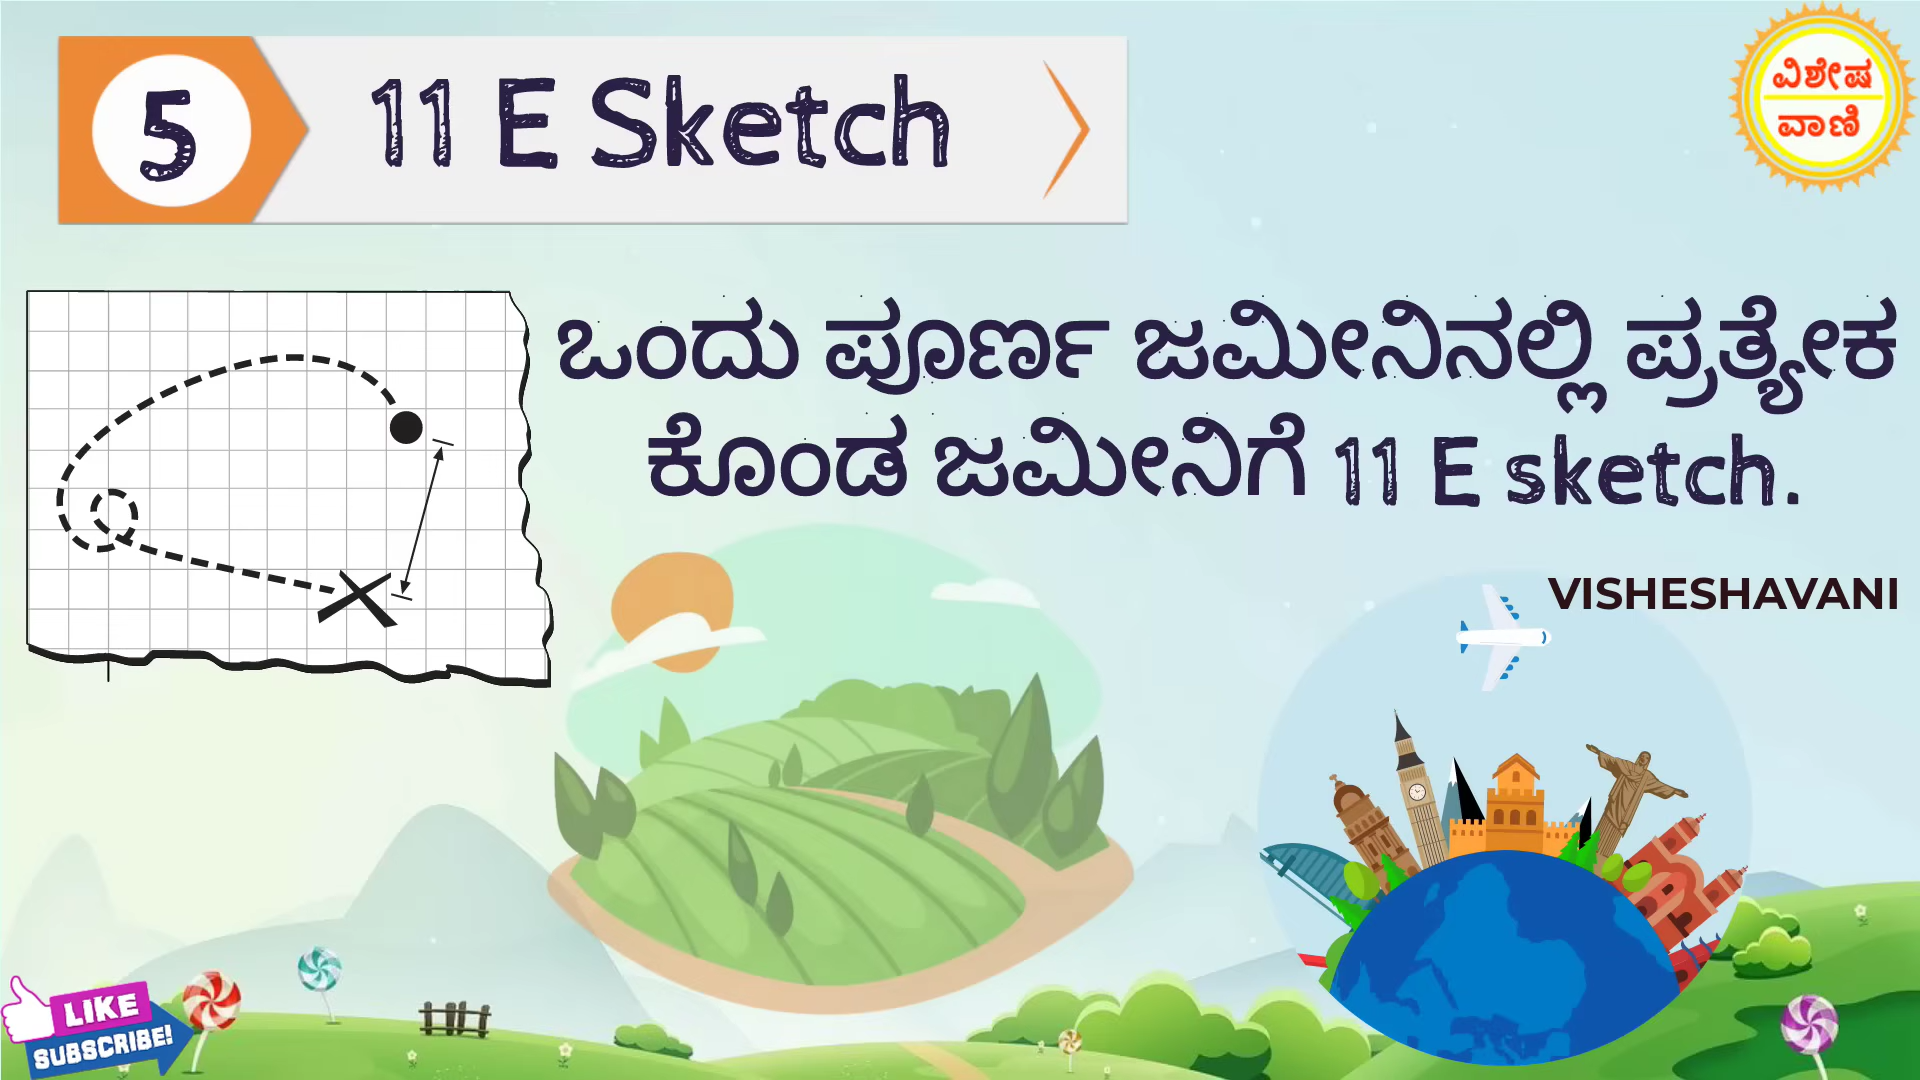 5
11 E Sketch
ವಿಶೇಷ
ವಾಣಿ
ಒಂದು ಪೂರ್ಣ ಜಮೀನಿನಲ್ಲಿ ಪ್ರತ್ಯೇಕ
ಕೊಂಡ ಜಮೀನಿಗೆ 11 E sketch.
VISHESHAVANI
LIKE
SUBSCRIBE!